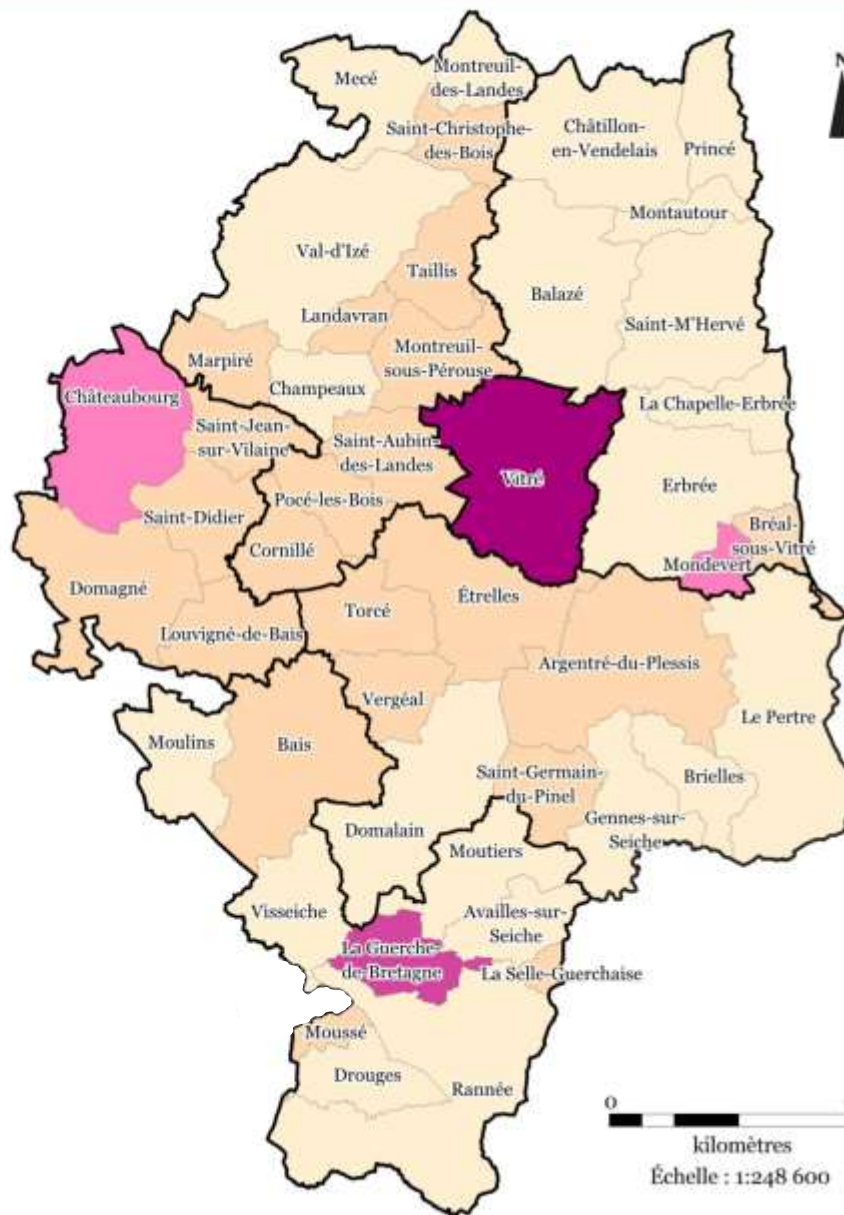 N
Mecé
Montreuil-
des-Landes
Saint-Christophe-
des-Bois
Châtillon-
en-Vendelais
Princé
Montautour
Val-d'Izé
Taillis
Balazé
Landavran
Saint-M'Hervé
Marpiré
Montreuil-
sous-Pérouse
Champeaux
Châteaubourg
La Chapelle-Erbrée
Saint-Jean-
sur-Vilaine
Saint-Aubin-
des-Landes
Vitré
Erbrée
Pocé-les-Bois
Saint-Didier
Bréal-
sous-Vitré
Cornillé
Mondevert
Domagné
Étrelles
Torcé
Louvigné-de-Bais
Argentré-du-Plessis
Vergéal
Le Pertre
Moulins
Bais
Saint-Germain-
du-Pinel
Brielles
Gennes-sur-
Seiche
Domalain
Moutiers
Visseiche
Availles-sur-
Seiche
La Guerche-
de-Bretagne
La Selle-Guerchaise
Moussé
Drouges
Rannée
0
kilomètres
Échelle : 1:248 600